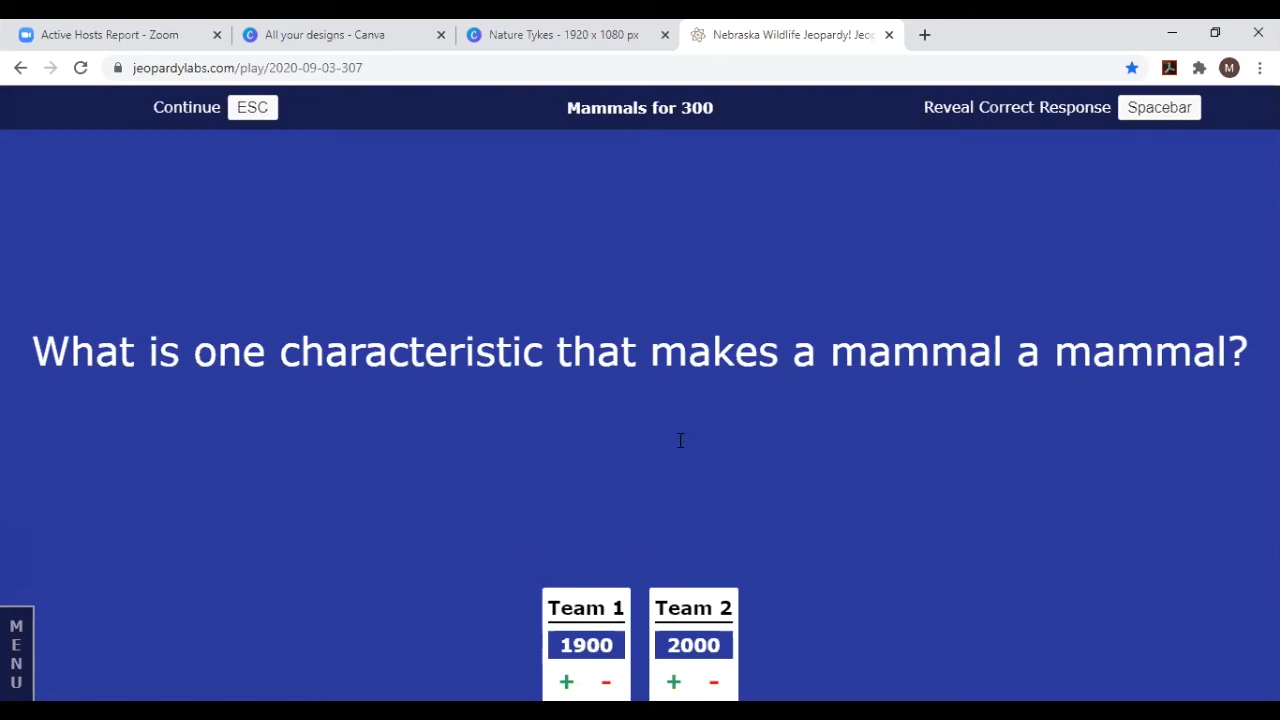 Active Hosts Report - Zoom
All your designs - Canva
Nature Tykes - 1920 x 1080 px
Nebraska Wildlife Jeopardy! Jeop
jeopardylabs.com/play/2020-09-03-307
M
Continue ESC
Mammals for 300
Reveal Correct Response Spacebar
What is one characteristic that makes a mammal a mammal?
MENU
Team 1 Team 2
1900 2000
+ - + -